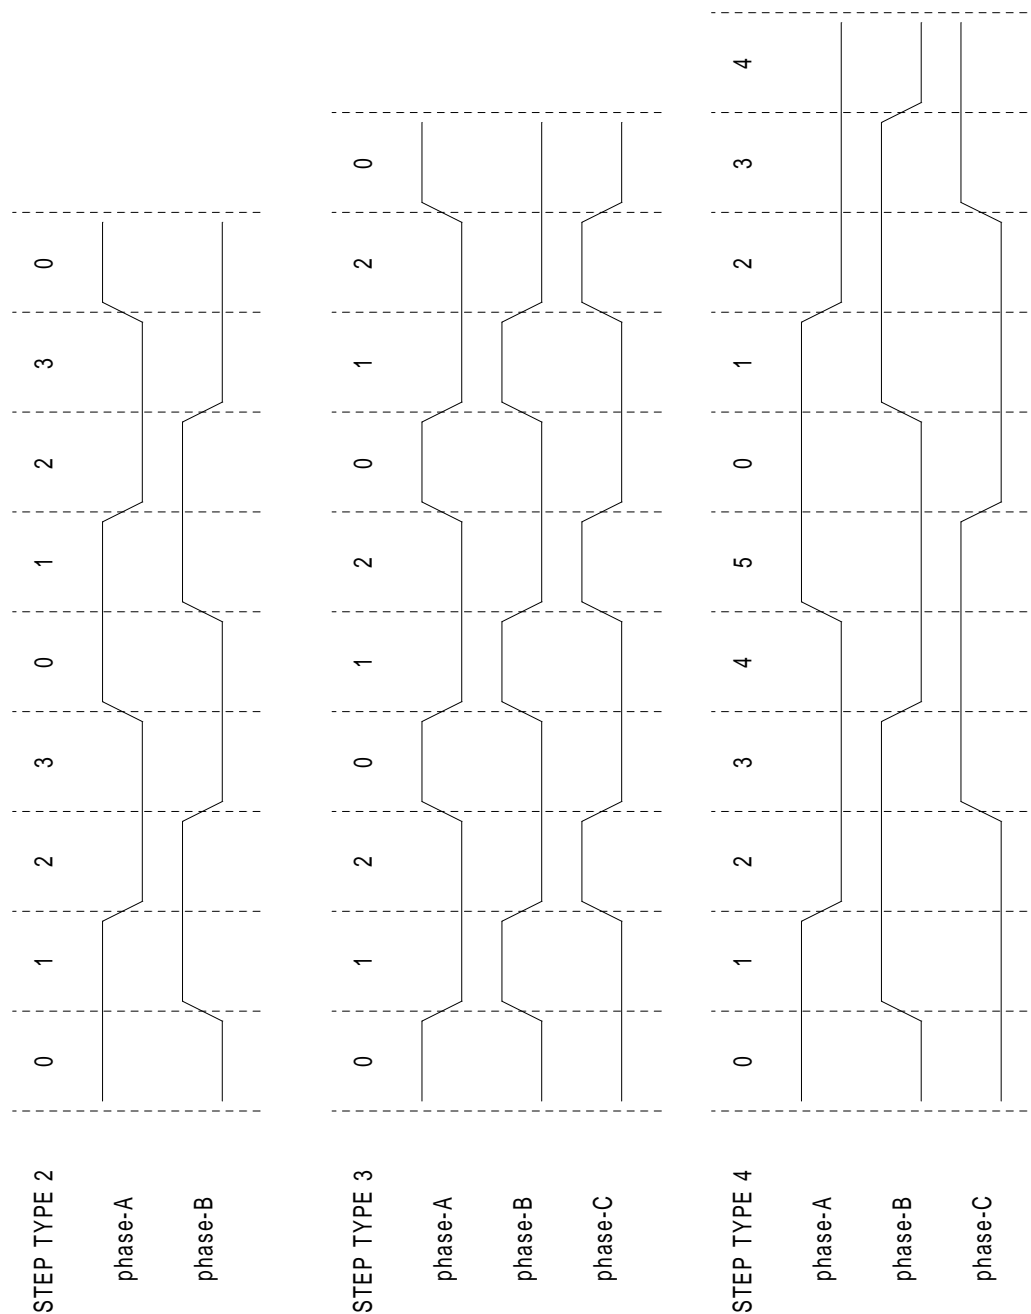 STEP TYPE 2 0 1 2 3 0 1 2 3 0
phase-A
phase-B
STEP TYPE 3 0 1 2 0 1 2 0 1 2 0
phase-A
phase-B
phase-C
STEP TYPE 4 0 1 2 3 4 5 0 1 2 3 4
phase-A
phase-B
phase-C